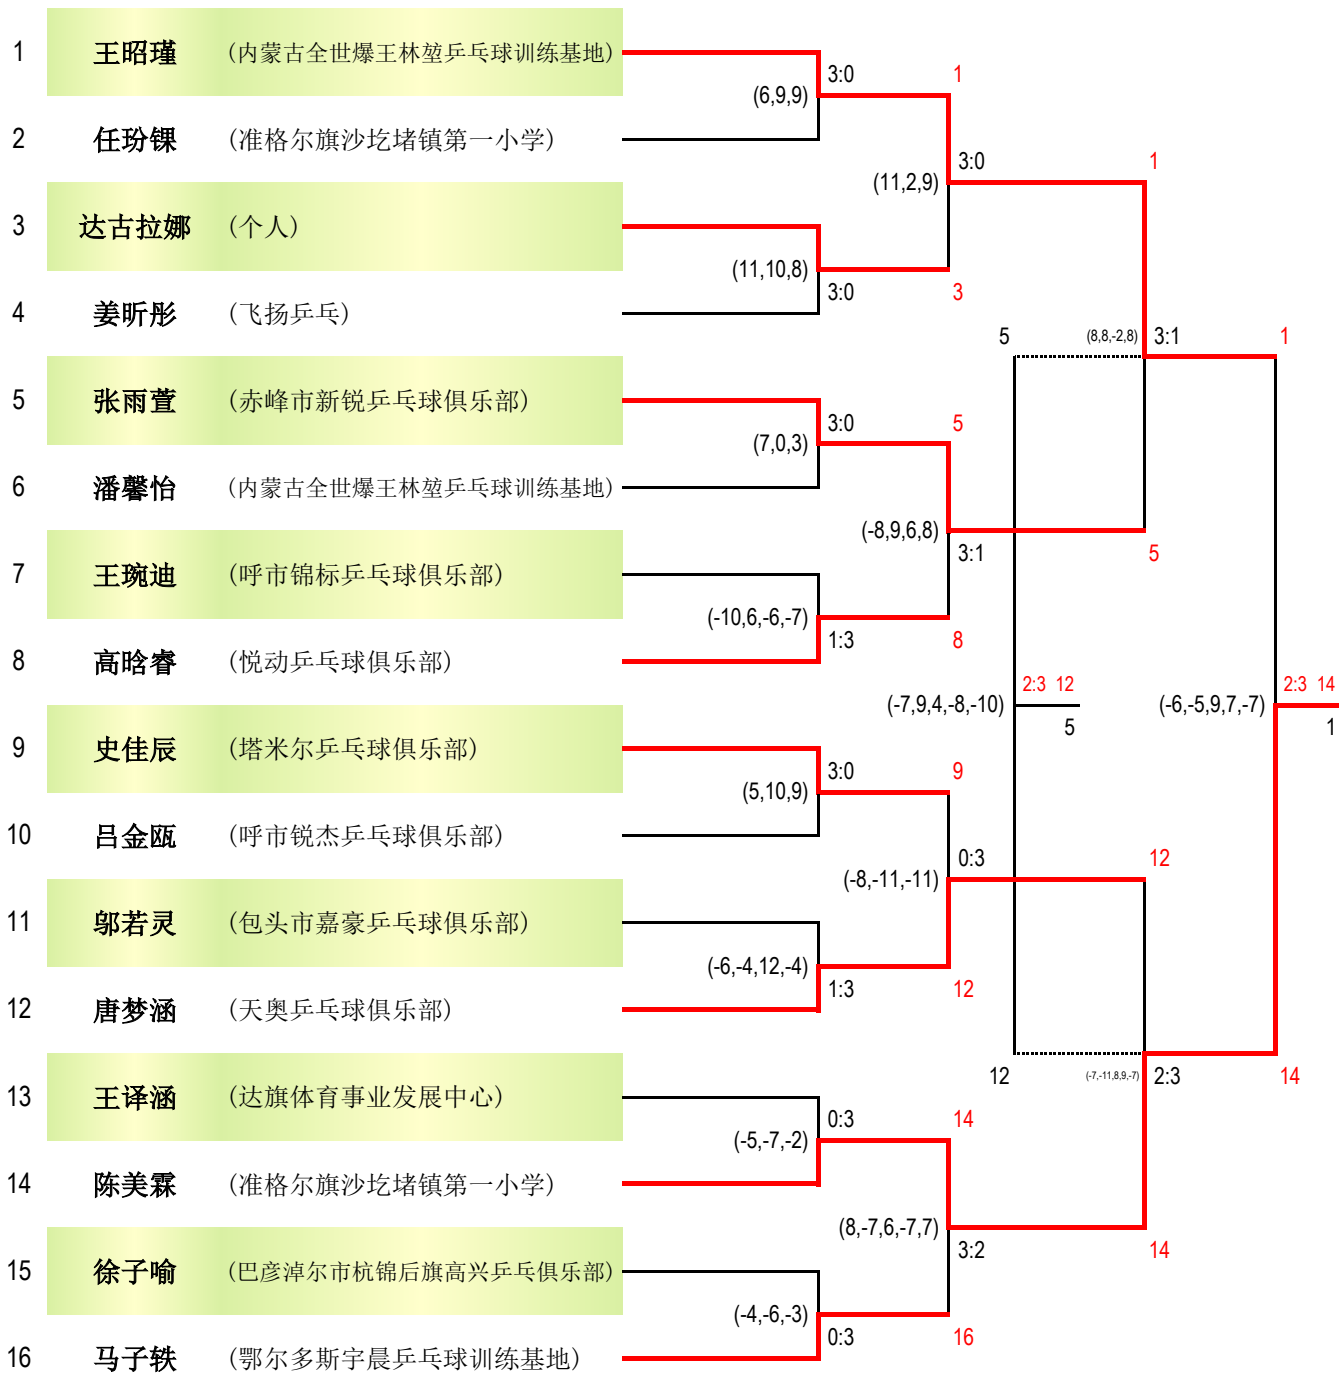 1 王昭瑾 (内蒙古全世爆王林堃乒乓球训练基地)
3:0 1
(6,9,9)
2 任玢锞 (准格尔旗沙圪堵镇第一小学)
3:0 1
(11,2,9)
3 达古拉娜 (个人)
(11,10,8)
3:0 3
4 姜昕彤 (飞扬乒乓)
5 (8,8,-2,8) 3:1 1
5 张雨萱 (赤峰市新锐乒乓球俱乐部)
3:0 5
(7,0,3)
6 潘馨怡 (内蒙古全世爆王林堃乒乓球训练基地)
(-8,9,6,8)
3:1 5
7 王琬迪 (呼市锦标乒乓球俱乐部)
(-10,6,-6,-7)
1:3 8
8 高晗睿 (悦动乒乓球俱乐部)
2:3 12 2:3 14
(-7,9,4,-8,-10) (-6,-5,9,7,-7)
5 1
9 史佳辰 (塔米尔乒乓球俱乐部)
3:0 9
(5,10,9)
10 吕金瓯 (呼市锐杰乒乓球俱乐部)
0:3 12
(-8,-11,-11)
11 邬若灵 (包头市嘉豪乒乓球俱乐部)
(-6,-4,12,-4)
1:3 12
12 唐梦涵 (天奥乒乓球俱乐部)
12 (-7,-11,8,9,-7) 2:3 14
13 王译涵 (达旗体育事业发展中心)
0:3 14
(-5,-7,-2)
14 陈美霖 (准格尔旗沙圪堵镇第一小学)
(8,-7,6,-7,7)
3:2 14
15 徐子喻 (巴彦淖尔市杭锦后旗高兴乒乓俱乐部)
(-4,-6,-3)
0:3 16
16 马子轶 (鄂尔多斯宇晨乒乓球训练基地)